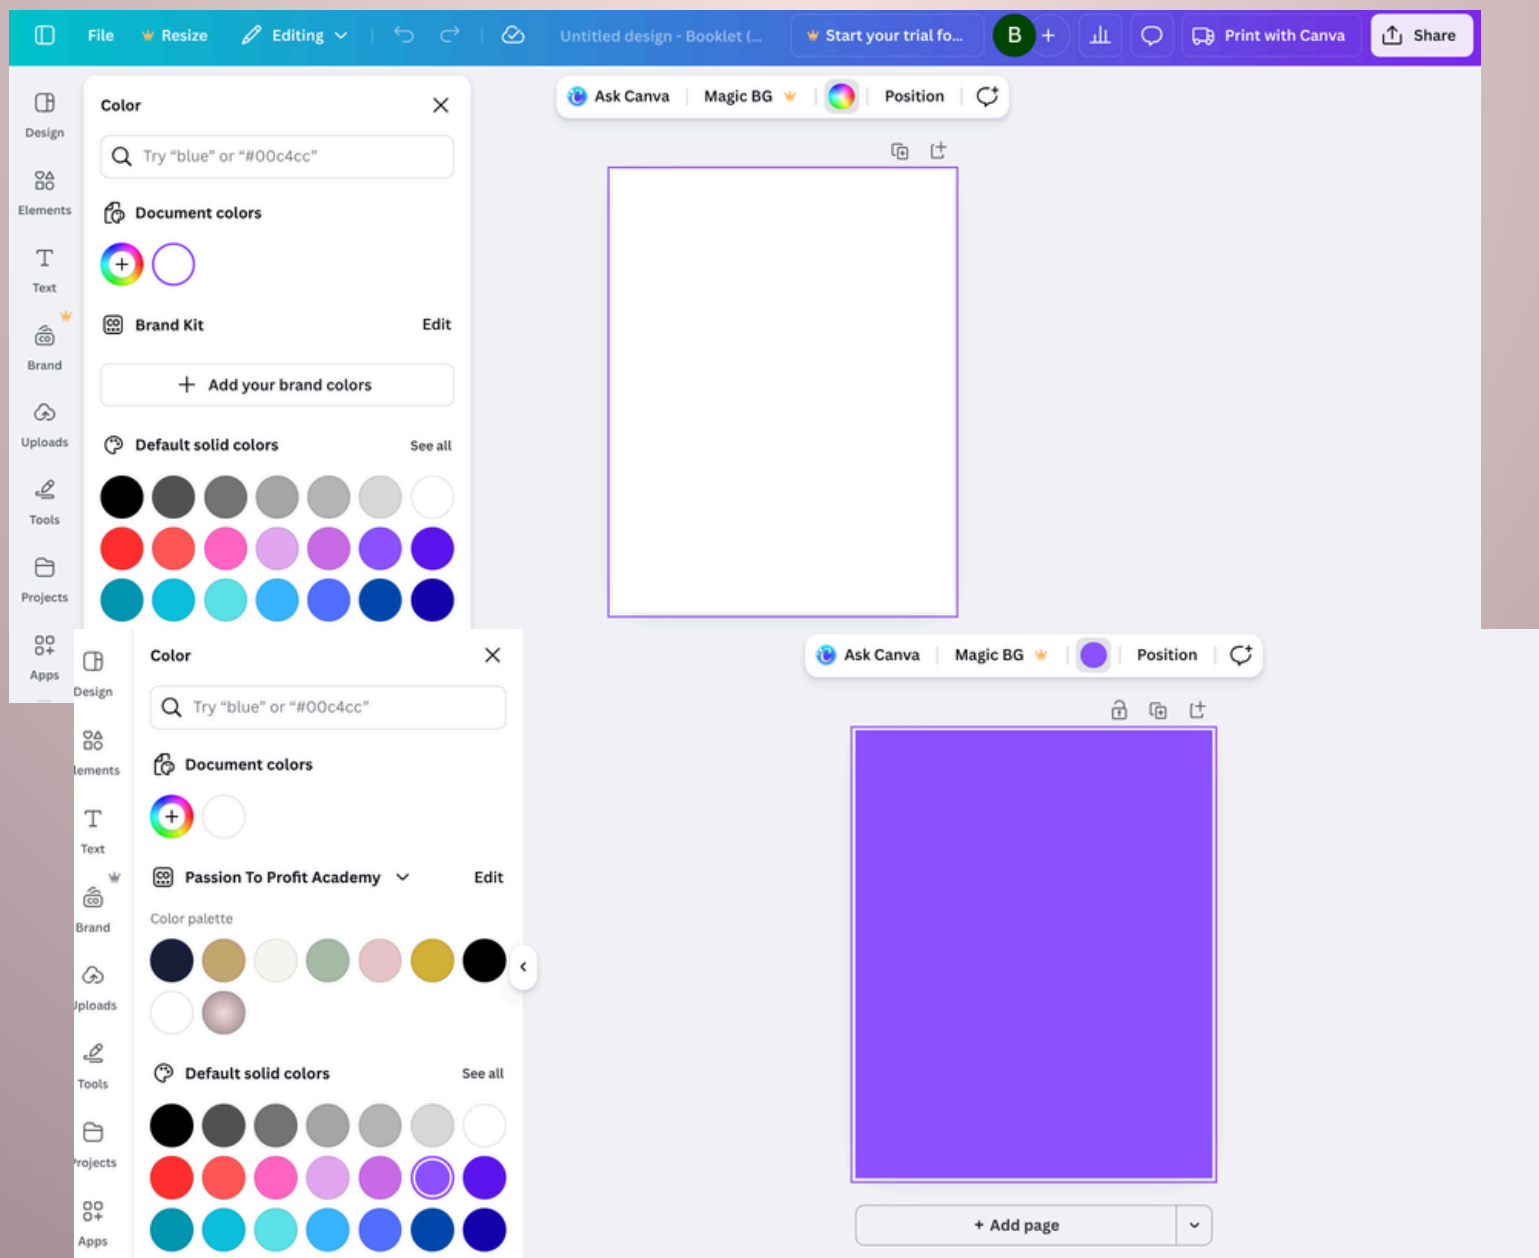 File
Resize
Editing
Untitled design - Booklet (...
Start your trial fo...
B
Print with Canva
Share
Design
Elements
Text
Brand
Uploads
Tools
Projects
Apps
Color
Try “blue” or “#00c4cc”
Document colors
Brand Kit
Edit
+ Add your brand colors
Default solid colors
See all
Ask Canva
Magic BG
Position
Design
lements
Text
Brand
Uploads
Tools
Projects
Apps
Color
Try “blue” or “#00c4cc”
Document colors
Passion To Profit Academy
Edit
Color palette
Default solid colors
See all
Ask Canva
Magic BG
Position
+ Add page